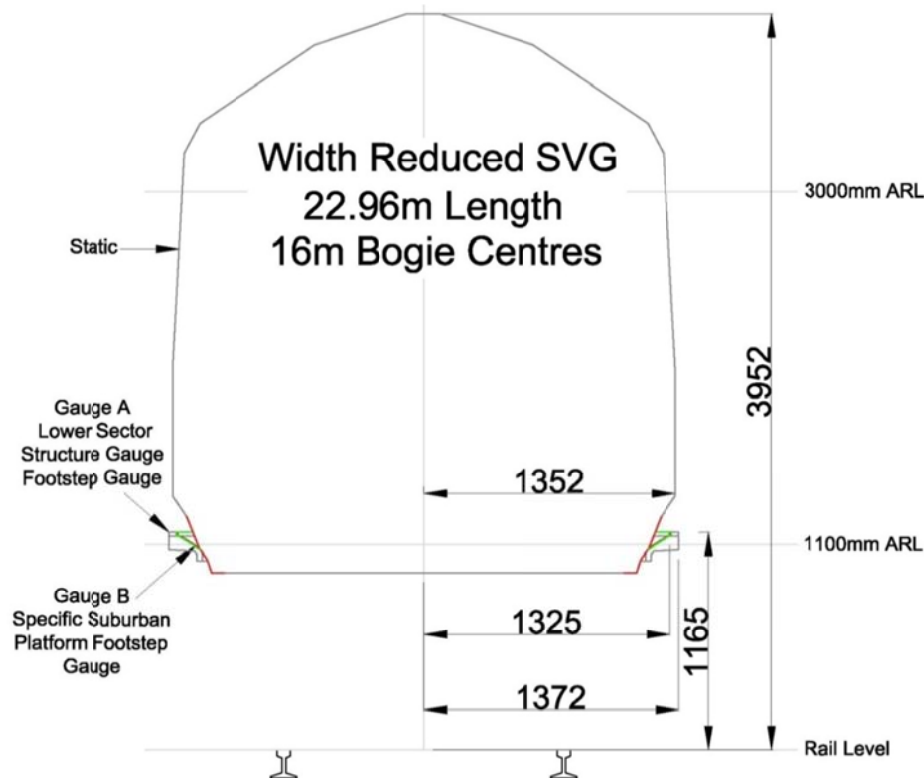 Width Reduced SVG
22.96m Length
16m Bogie Centres
3000mm ARL
Static
3952
Gauge A
Lower Sector
Structure Gauge
Footstep Gauge
1352
1100mm ARL
Gauge B
Specific Suburban
Platform Footstep
Gauge
1325
1165
1372
Rail Level